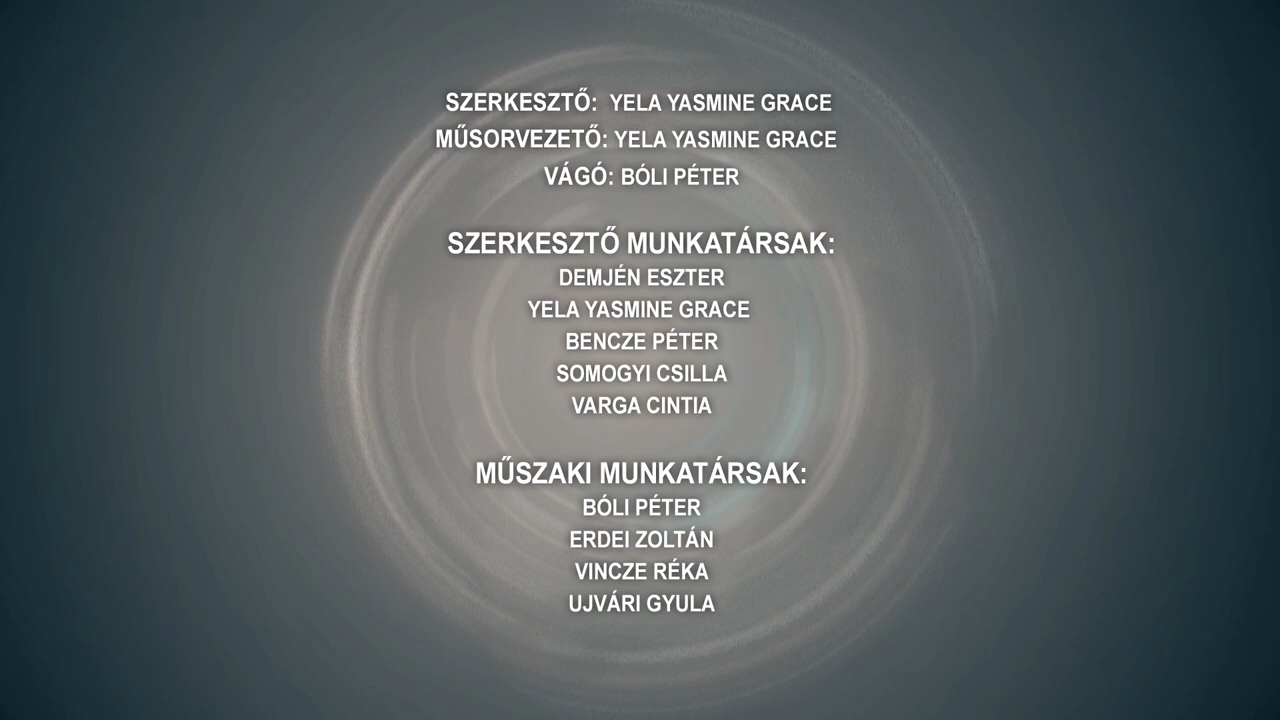 SZERKESZTŐ: YELA YASMINE GRACE
MŰSORVEZETŐ: YELA YASMINE GRACE
VÁGÓ: BÓLI PÉTER
SZERKESZTŐ MUNKATÁRSAK:
DEMJÉN ESZTER
YELA YASMINE GRACE
BENCZE PÉTER
SOMOGYI CSILLA
VARGA CINTIA
MŰSZAKI MUNKATÁRSAK:
BÓLI PÉTER
ERDEI ZOLTÁN
VINCZE RÉKA
UJVÁRI GYULA